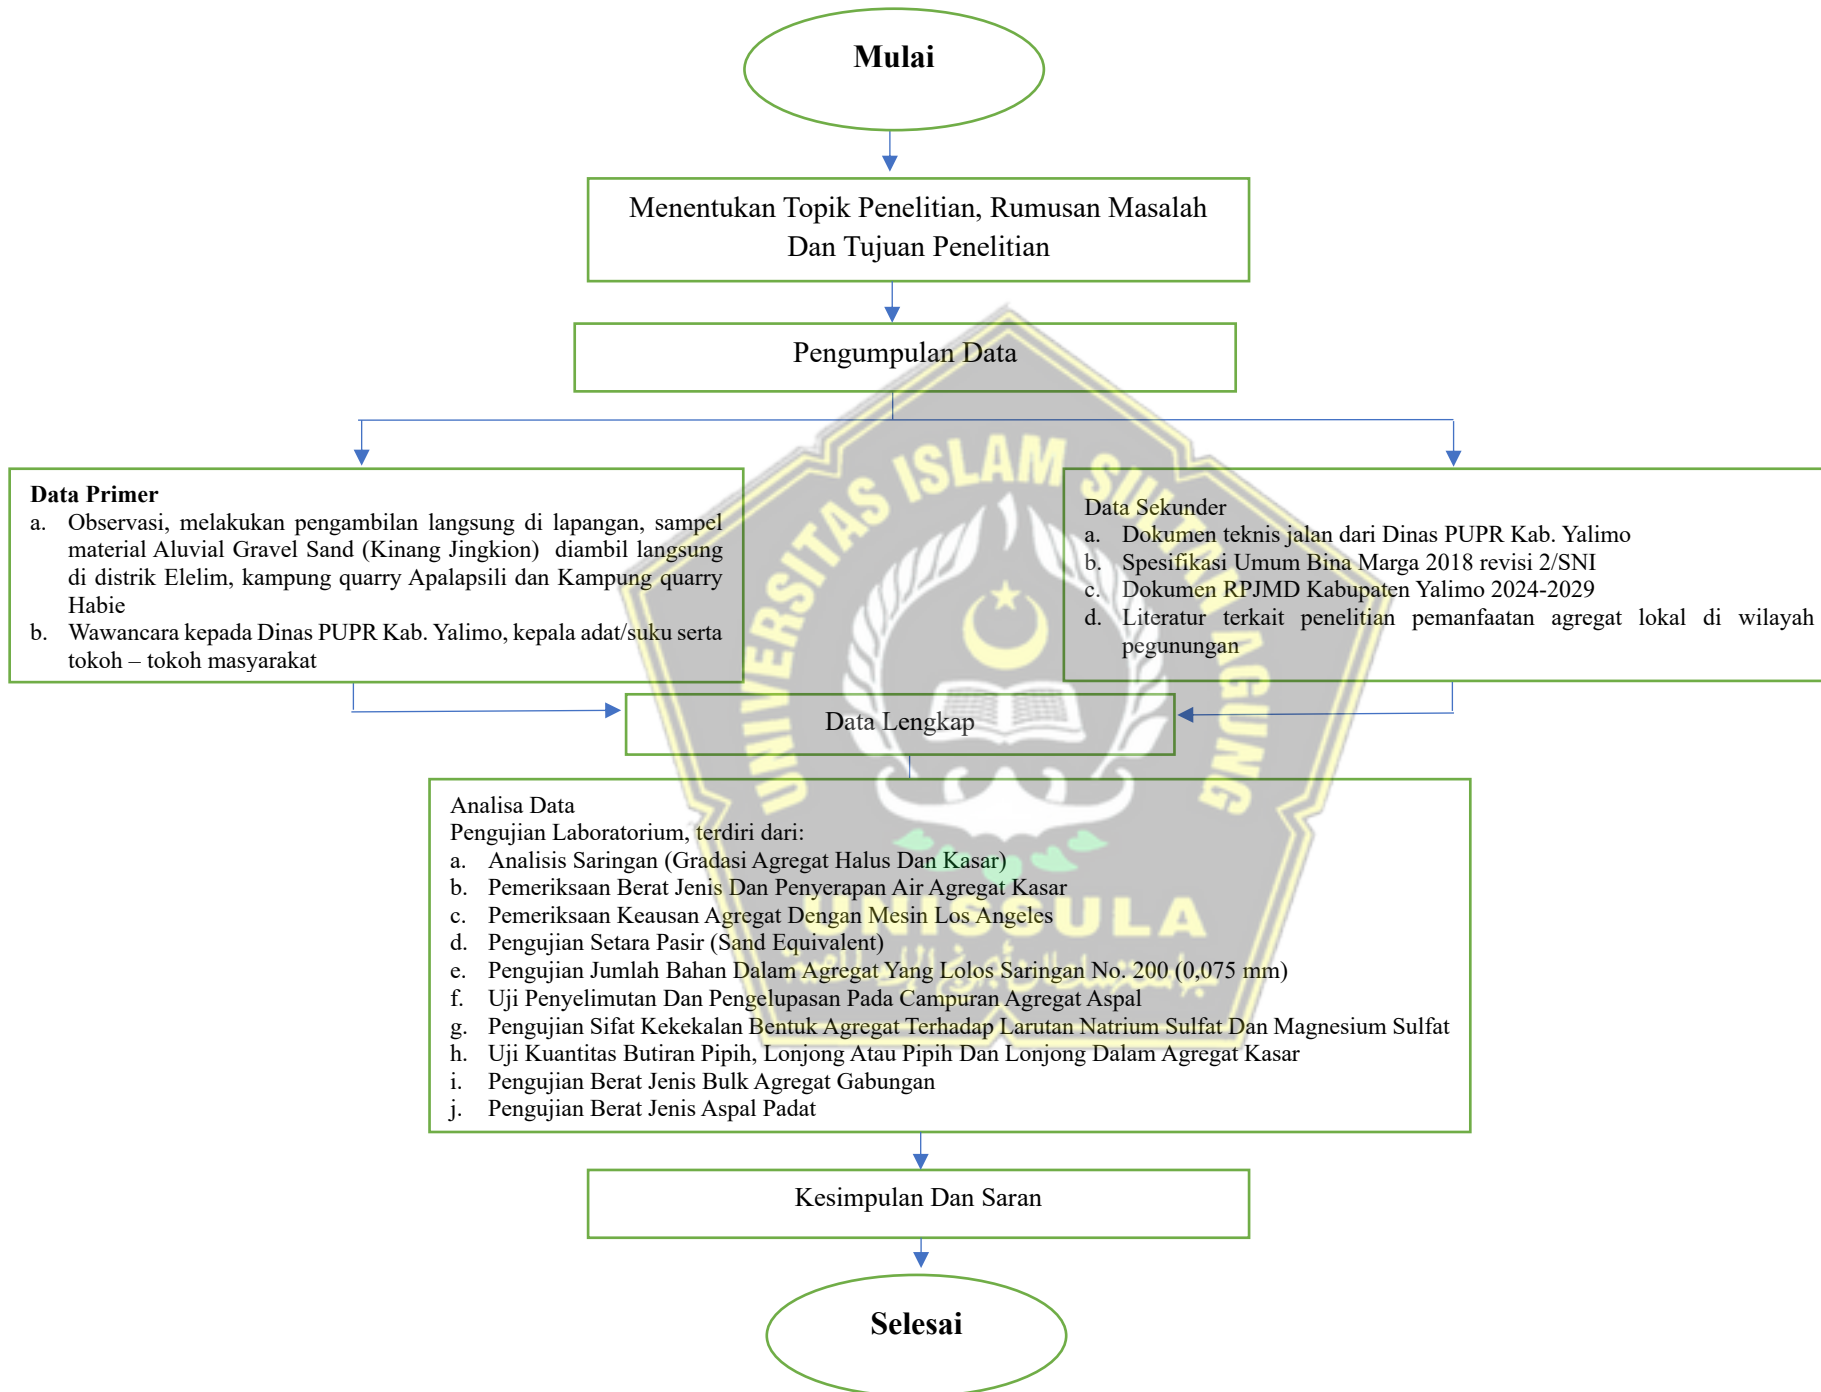 Mulai
Menentukan Topik Penelitian, Rumusan Masalah
Dan Tujuan Penelitian
Pengumpulan Data
Data Primer
a. Observasi, melakukan pengambilan langsung di lapangan, sampel
material Aluvial Gravel Sand (Kinang Jingkion) diambil langsung
di distrik Elelim, kampung quarry Apalapsili dan Kampung quarry
Habie
b. Wawancara kepada Dinas PUPR Kab. Yalimo, kepala adat/suku serta
tokoh – tokoh masyarakat
Data Sekunder
a. Dokumen teknis jalan dari Dinas PUPR Kab. Yalimo
b. Spesifikasi Umum Bina Marga 2018 revisi 2/SNI
c. Dokumen RPJMD Kabupaten Yalimo 2024-2029
d. Literatur terkait penelitian pemanfaatan agregat lokal di wilayah
pegunungan
Data Lengkap
Analisa Data
Pengujian Laboratorium, terdiri dari:
a. Analisis Saringan (Gradasi Agregat Halus Dan Kasar)
b. Pemeriksaan Berat Jenis Dan Penyerapan Air Agregat Kasar
c. Pemeriksaan Keausan Agregat Dengan Mesin Los Angeles
d. Pengujian Setara Pasir (Sand Equivalent)
e. Pengujian Jumlah Bahan Dalam Agregat Yang Lolos Saringan No. 200 (0,075 mm)
f. Uji Penyelimutan Dan Pengelupasan Pada Campuran Agregat Aspal
g. Pengujian Sifat Kekekalan Bentuk Agregat Terhadap Larutan Natrium Sulfat Dan Magnesium Sulfat
h. Uji Kuantitas Butiran Pipih, Lonjong Atau Pipih Dan Lonjong Dalam Agregat Kasar
i. Pengujian Berat Jenis Bulk Agregat Gabungan
j. Pengujian Berat Jenis Aspal Padat
Kesimpulan Dan Saran
Selesai
UNIVERSITAS ISLAM SULTAN AGUNG
UNISSULA